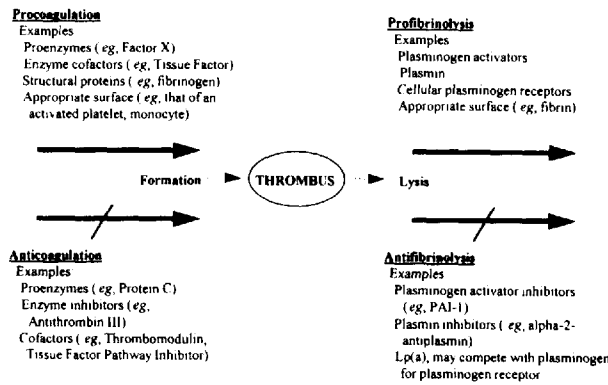 Procoagulation
Examples
Proenzymes ( eg, Factor X)
Enzyme cofactors ( eg, Tissue Factor)
Structural proteins ( eg, fibrinogen)
Appropriate surface ( eg, that of an
activated platelet, monocyte)
Profibrinolysis
Examples
Plasminogen activators
Plasmin
Cellular plasminogen receptors
Appropriate surface ( eg, fibrin)
Formation
THROMBUS
Lysis
Anticoagulation
Examples
Proenzymes ( eg, Protein C)
Enzyme inhibitors ( eg,
Antithrombin III)
Cofactors ( eg, Thrombomodulin,
Tissue Factor Pathway Inhibitor)
Antifibrinolysis
Examples
Plasminogen activator inhibitors
(eg, PAI-1)
Plasmin inhibitors ( eg, alpha-2-
antiplasmin)
Lp(a), may compete with plasminogen
for plasminogen receptor